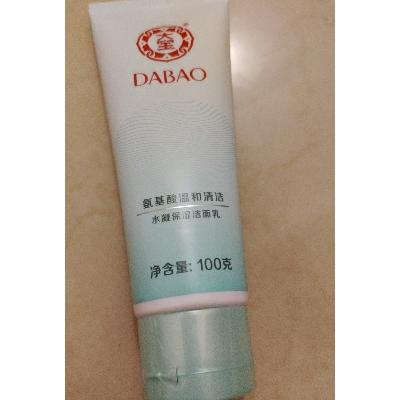 大宝
DABAO
氨基酸温和清洁
水凝保湿洁面乳
净含量: 100克